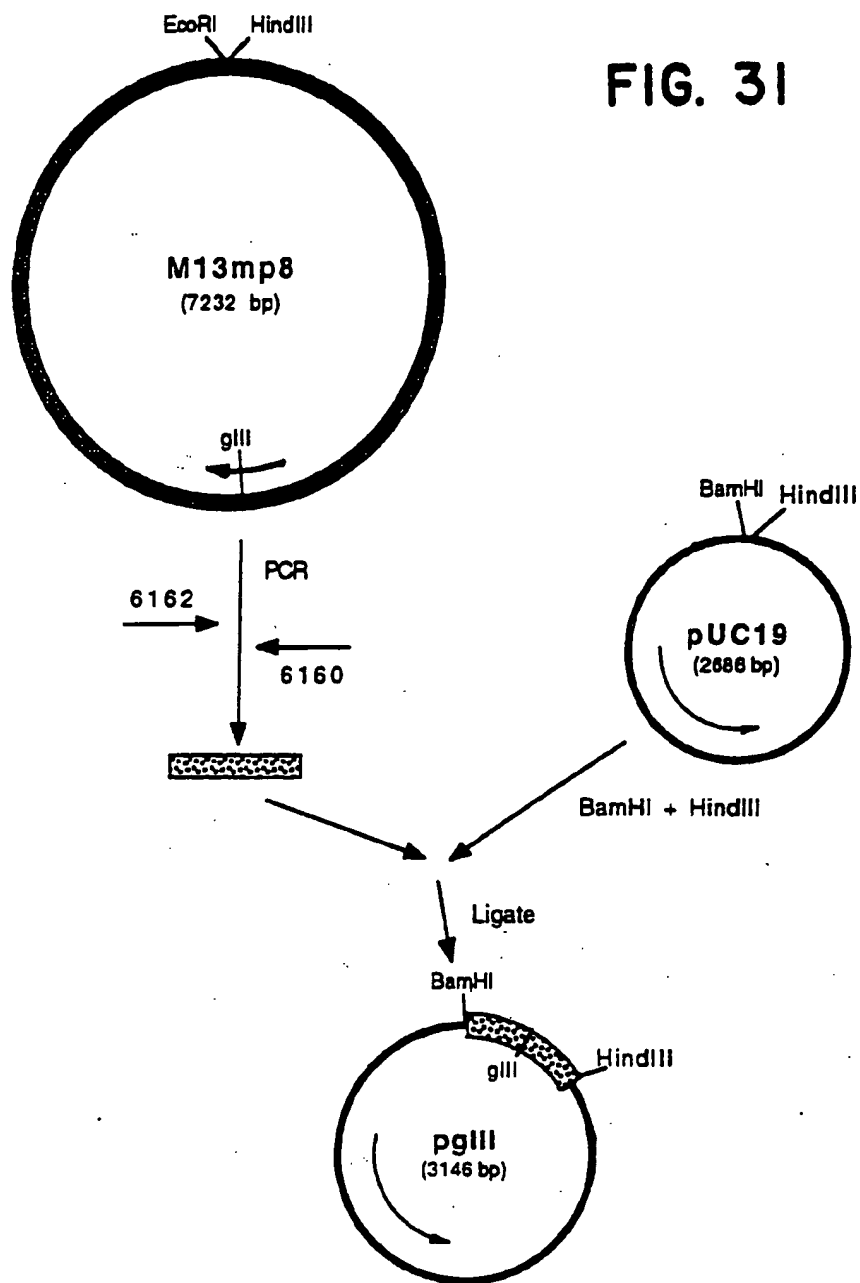 EcoRI HindIII
FIG. 31
M13mp8
(7232 bp)
gIII
PCR
6162
6160
BamHI HindIII
pUC19
(2686 bp)
BamHI + HindIII
Ligate
BamHI
gIII
HindIII
pgIII
(3146 bp)